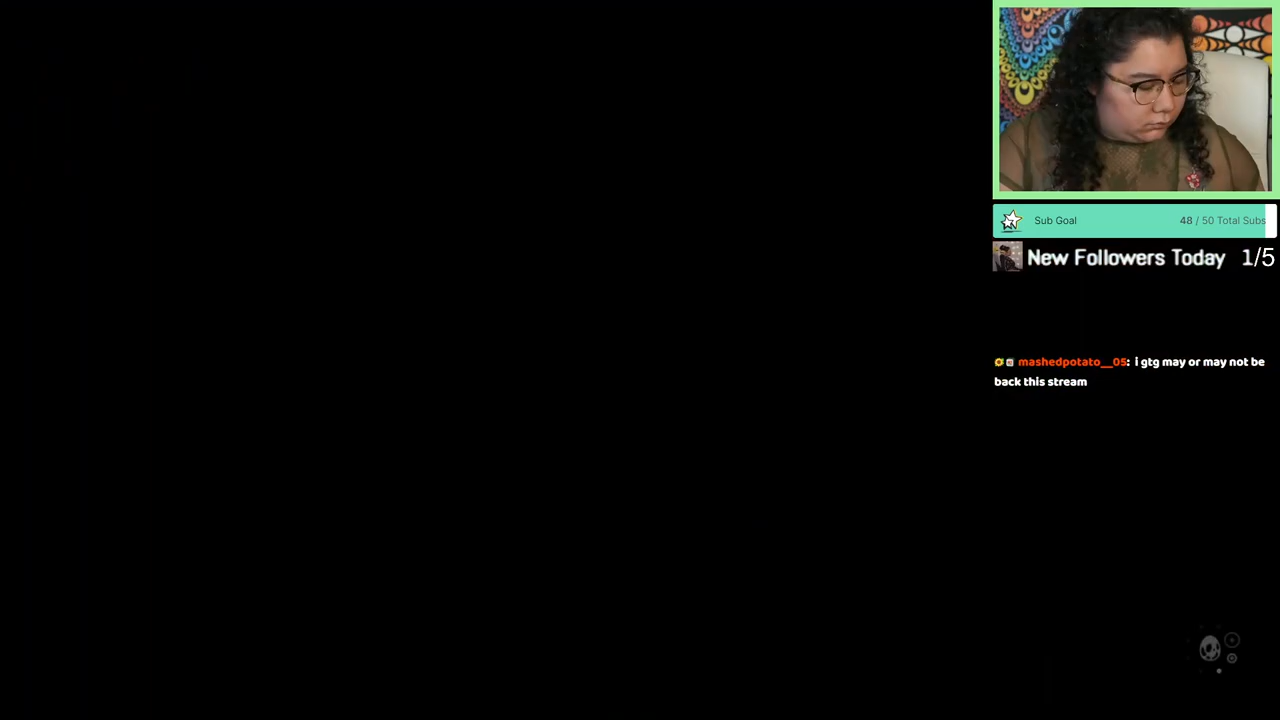 Sub Goal 48 / 50 Total Subs
New Followers Today 1/5
mashedpotato__05: i gtg may or may not be
back this stream